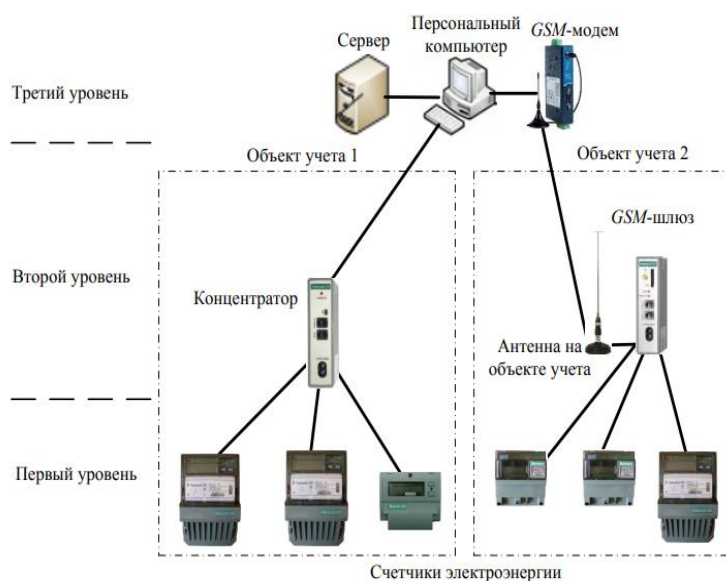 Персональный
компьютер
GSM-модем
Сервер
Третий уровень
Объект учета 1
Объект учета 2
GSM-шлюз
Второй уровень
Концентратор
Антенна на
объекте учета
Первый уровень
Счетчики электроэнергии